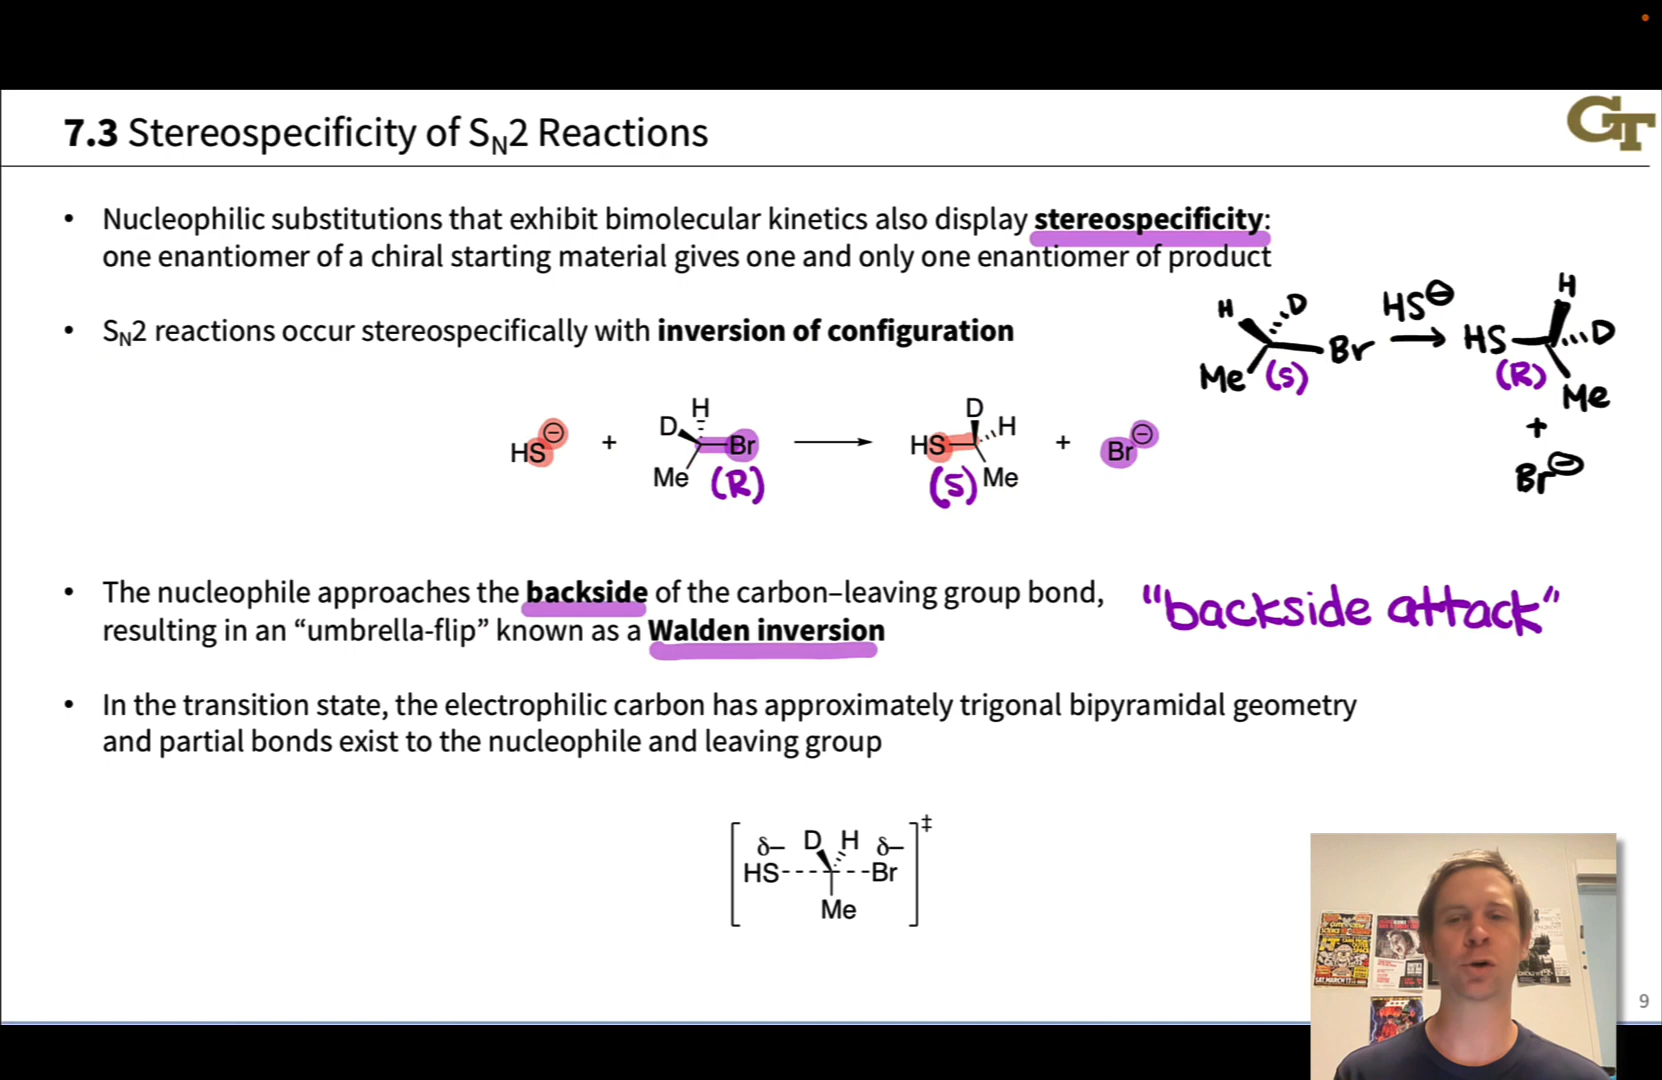 7.3 Stereospecificity of SN2 Reactions
GT
• Nucleophilic substitutions that exhibit bimolecular kinetics also display stereospecificity:
one enantiomer of a chiral starting material gives one and only one enantiomer of product
• SN2 reactions occur stereospecifically with inversion of configuration
H D Me (S) Br HS⊖ → HS H D (R) Me
+
Br⊖
HS⊖ + D H Me Br (R) → HS D H Me (S) + Br⊖
• The nucleophile approaches the backside of the carbon–leaving group bond,
resulting in an “umbrella-flip” known as a Walden inversion
"backside attack"
• In the transition state, the electrophilic carbon has approximately trigonal bipyramidal geometry
and partial bonds exist to the nucleophile and leaving group
δ– D H δ– ‡
HS Br
Me
9